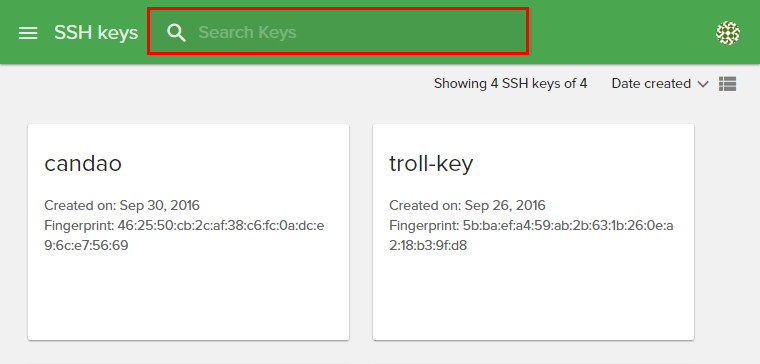 SSH keys
Search Keys
Showing 4 SSH keys of 4
Date created
candao
Created on: Sep 30, 2016
Fingerprint: 46:25:50:cb:2c:af:38:c6:fc:0a:dc:e
9:6c:e7:56:69
troll-key
Created on: Sep 26, 2016
Fingerprint: 5b:ba:ef:a4:59:ab:2b:63:1b:26:0e:a
2:18:b3:9f:d8